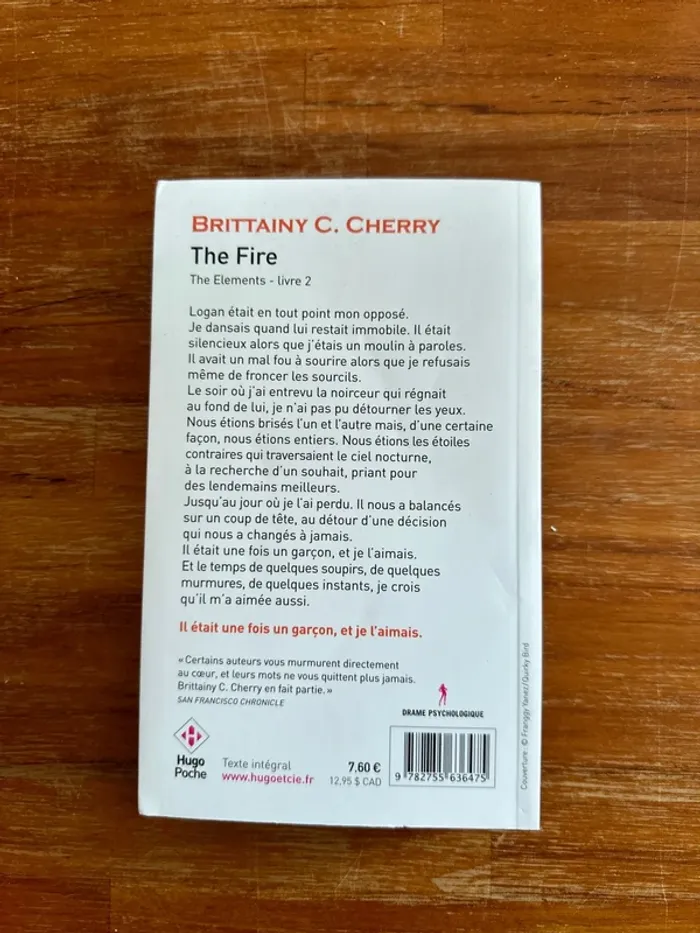 BRITTAINY C. CHERRY
The Fire
The Elements - livre 2
Logan était en tout point mon opposé.
Je dansais quand lui restait immobile. Il était
silencieux alors que j'étais un moulin à paroles.
Il avait un mal fou à sourire alors que je refusais
même de froncer les sourcils.
Le soir où j'ai entrevu la noirceur qui régnait
au fond de lui, je n'ai pas pu détourner les yeux.
Nous étions brisés l'un et l'autre mais, d'une certaine
façon, nous étions entiers. Nous étions les étoiles
contraires qui traversaient le ciel nocturne,
à la recherche d'un souhait, priant pour
des lendemains meilleurs.
Jusqu'au jour où je l'ai perdu. Il nous a balancés
sur un coup de tête, au détour d'une décision
qui nous a changés à jamais.
Il était une fois un garçon, et je l'aimais.
Et le temps de quelques soupirs, de quelques
murmures, de quelques instants, je crois
qu'il m'a aimée aussi.
Il était une fois un garçon, et je l'aimais.
« Certains auteurs vous murmurent directement
au cœur, et leurs mots ne vous quittent plus jamais.
Brittainy C. Cherry en fait partie. »
SAN FRANCISCO CHRONICLE
DRAME PSYCHOLOGIQUE
Hugo
Poche
Texte intégral
www.hugoetcie.fr
7,60 €
12,95 $ CAD
9 782755 636475
Couverture : © Franggy Yanez/Quirky Bird